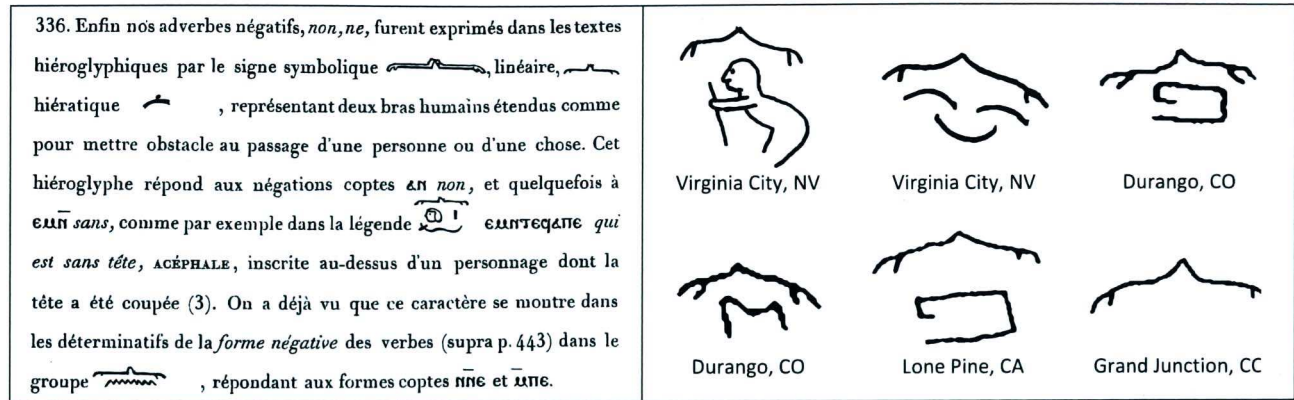 336. Enfin nos adverbes négatifs, non, ne, furent exprimés dans les textes
hiéroglyphiques par le signe symbolique 𓂜, linéaire,
hiératique , représentant deux bras humains étendus comme
pour mettre obstacle au passage d'une personne ou d'une chose. Cet
hiéroglyphe répond aux négations coptes ⲁⲛ non, et quelquefois à
ⲉⲙⲛ̄ sans, comme par exemple dans la légende ⲉⲙⲛⲧⲉϥⲁⲡⲉ qui
est sans tête, ACÉPHALE, inscrite au-dessus d'un personnage dont la
tête a été coupée (3). On a déjà vu que ce caractère se montre dans
les déterminatifs de la forme négative des verbes (supra p. 443) dans le
groupe , répondant aux formes coptes ⲛ̄ⲛⲉ et ⲙ̄ⲡⲉ.
Virginia City, NV
Virginia City, NV
Durango, CO
Durango, CO
Lone Pine, CA
Grand Junction, CC